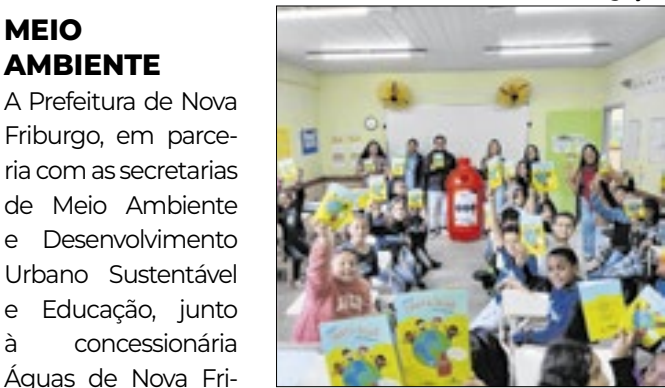 MEIO
AMBIENTE
A Prefeitura de Nova
Friburgo, em parce-
ria com as secretarias
de Meio Ambiente
e Desenvolvimento
Urbano Sustentável
e Educação, junto
à concessionária
Águas de Nova Fri-